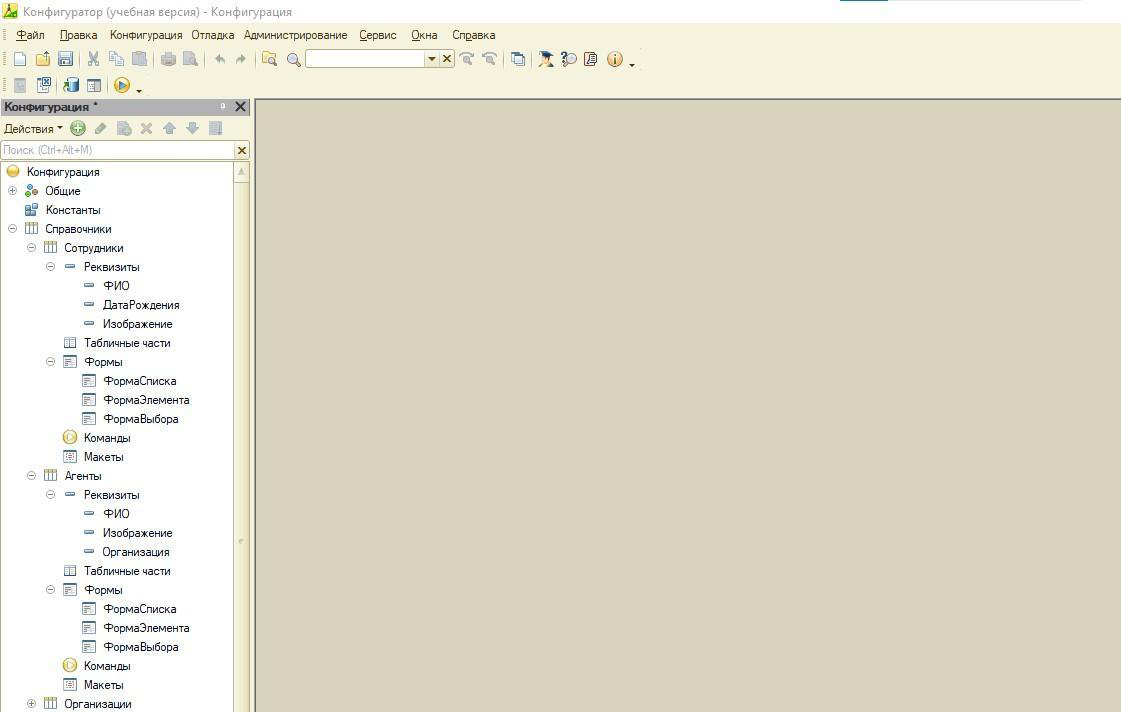 Конфигуратор (учебная версия) - Конфигурация
Файл Правка Конфигурация Отладка Администрирование Сервис Окна Справка
Конфигурация *
Действия
Поиск (Ctrl+Alt+M)
Конфигурация
Общие
Константы
Справочники
Сотрудники
Реквизиты
ФИО
ДатаРождения
Изображение
Табличные части
Формы
ФормаСписка
ФормаЭлемента
ФормаВыбора
Команды
Макеты
Агенты
Реквизиты
ФИО
Изображение
Организация
Табличные части
Формы
ФормаСписка
ФормаЭлемента
ФормаВыбора
Команды
Макеты
Организации